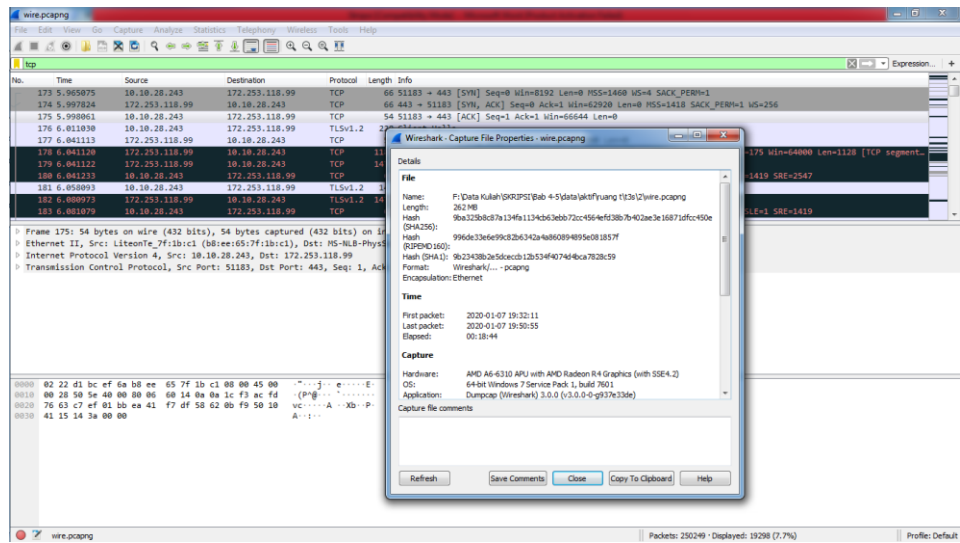 wire.pcapng
File Edit View Go Capture Analyze Statistics Telephony Wireless Tools Help
tcp
Expression... +
No. Time Source Destination Protocol Length Info
173 5.965075 10.10.28.243 172.253.118.99 TCP 66 51183 → 443 [SYN] Seq=0 Win=8192 Len=0 MSS=1460 WS=4 SACK_PERM=1
174 5.997824 172.253.118.99 10.10.28.243 TCP 66 443 → 51183 [SYN, ACK] Seq=0 Ack=1 Win=62920 Len=0 MSS=1418 SACK_PERM=1 WS=256
175 5.998061 10.10.28.243 172.253.118.99 TCP 54 51183 → 443 [ACK] Seq=1 Ack=1 Win=66644 Len=0
176 6.011030 10.10.28.243 172.253.118.99 TLSv1.2
177 6.041113 172.253.118.99 10.10.28.243 TCP
178 6.041120 172.253.118.99 10.10.28.243 TCP 11 =175 Win=64000 Len=1128 [TCP segment…
179 6.041122 172.253.118.99 10.10.28.243 TCP 14
180 6.041233 10.10.28.243 172.253.118.99 TCP =1419 SRE=2547
181 6.058093 10.10.28.243 172.253.118.99 TLSv1.2
182 6.080973 172.253.118.99 10.10.28.243 TLSv1.2 14
183 6.081079 10.10.28.243 172.253.118.99 TCP SLE=1 SRE=1419
Frame 175: 54 bytes on wire (432 bits), 54 bytes captured (432 bits) on in
Ethernet II, Src: LiteonTe_7f:1b:c1 (b8:ee:65:7f:1b:c1), Dst: MS-NLB-PhysS
Internet Protocol Version 4, Src: 10.10.28.243, Dst: 172.253.118.99
Transmission Control Protocol, Src Port: 51183, Dst Port: 443, Seq: 1, Ack
0000 02 22 d1 bc ef 6a b8 ee 65 7f 1b c1 08 00 45 00 ·"···j·· e·····E·
0010 00 28 50 5e 40 00 80 06 60 14 0a 0a 1c f3 ac fd ·(P^@··· `·······
0020 76 63 c7 ef 01 bb ea 41 f7 df 58 62 0b f9 50 10 vc·····A ··Xb··P·
0030 41 15 14 3a 00 00 A··:··
Wireshark · Capture File Properties · wire.pcapng
Details
File
Name: F:\Data Kuliah\SKRIPSI\Bab 4-5\data\aktif\ruang t\t3s\2\wire.pcapng
Length: 262 MB
Hash (SHA256): 9ba325b8c87a134fa1134cb63ebb72cc4564efd38b7b402ae3e16871dfcc450e
Hash (RIPEMD160): 996de33e6e99c82b6342a4a860894895e081857f
Hash (SHA1): 9b23438b2e5dceccb12b534f4074d4bca7828c59
Format: Wireshark/... - pcapng
Encapsulation: Ethernet
Time
First packet: 2020-01-07 19:32:11
Last packet: 2020-01-07 19:50:55
Elapsed: 00:18:44
Capture
Hardware: AMD A6-6310 APU with AMD Radeon R4 Graphics (with SSE4.2)
OS: 64-bit Windows 7 Service Pack 1, build 7601
Application: Dumpcap (Wireshark) 3.0.0 (v3.0.0-0-g937e33de)
Capture file comments
Refresh Save Comments Close Copy To Clipboard Help
wire.pcapng
Packets: 250249 · Displayed: 19298 (7.7%)
Profile: Default